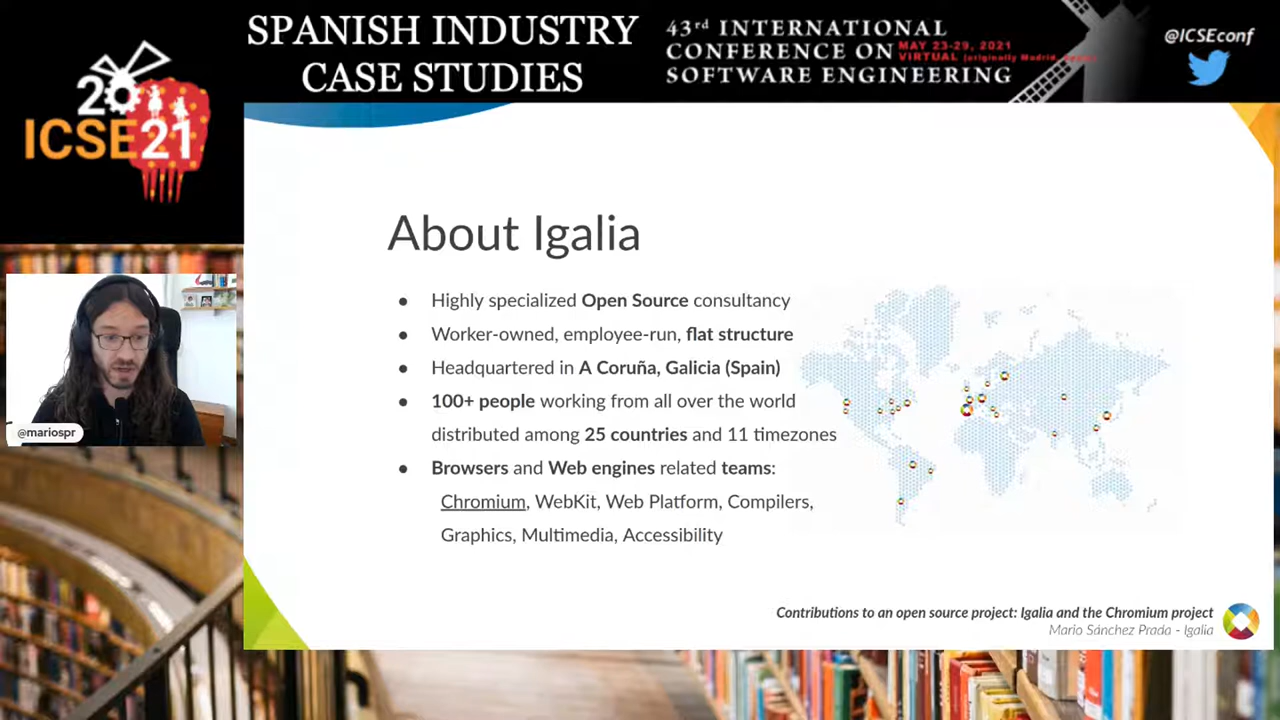 SPANISH INDUSTRY
CASE STUDIES
43rd INTERNATIONAL
CONFERENCE ON MAY 23-29, 2021
VIRTUAL (originally Madrid,
SOFTWARE ENGINEERING
@ICSEconf
20
ICSE21
About Igalia
● Highly specialized Open Source consultancy
● Worker-owned, employee-run, flat structure
● Headquartered in A Coruña, Galicia (Spain)
● 100+ people working from all over the world
distributed among 25 countries and 11 timezones
● Browsers and Web engines related teams:
Chromium, WebKit, Web Platform, Compilers,
Graphics, Multimedia, Accessibility
@mariospr
Contributions to an open source project: Igalia and the Chromium project
Mario Sánchez Prada - Igalia